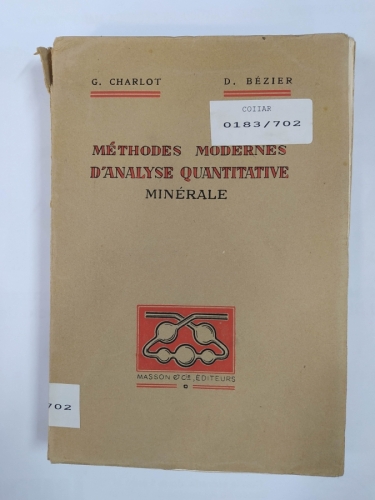 G. CHARLOT D. BÉZIER
COIIAR
0183/702
MÉTHODES MODERNES
D'ANALYSE QUANTITATIVE
MINÉRALE
MASSON & Cie, ÉDITEURS
702